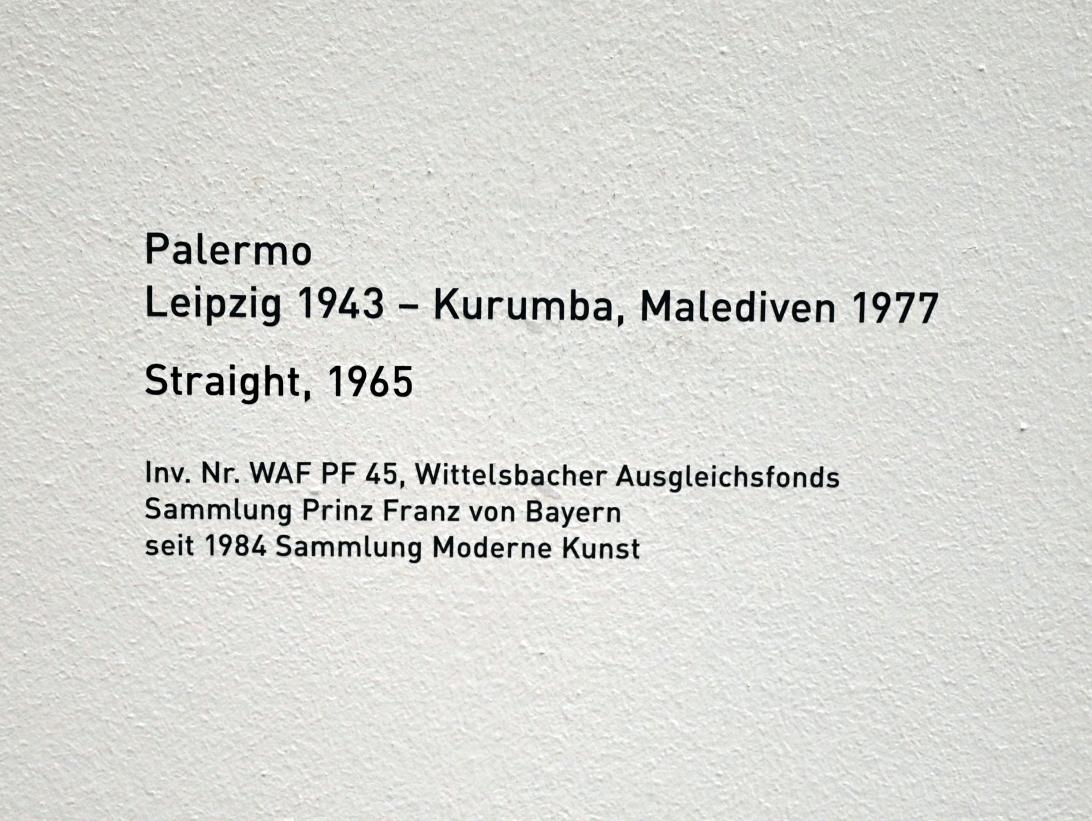 Palermo
Leipzig 1943 – Kurumba, Malediven 1977
Straight, 1965
Inv. Nr. WAF PF 45, Wittelsbacher Ausgleichsfonds
Sammlung Prinz Franz von Bayern
seit 1984 Sammlung Moderne Kunst